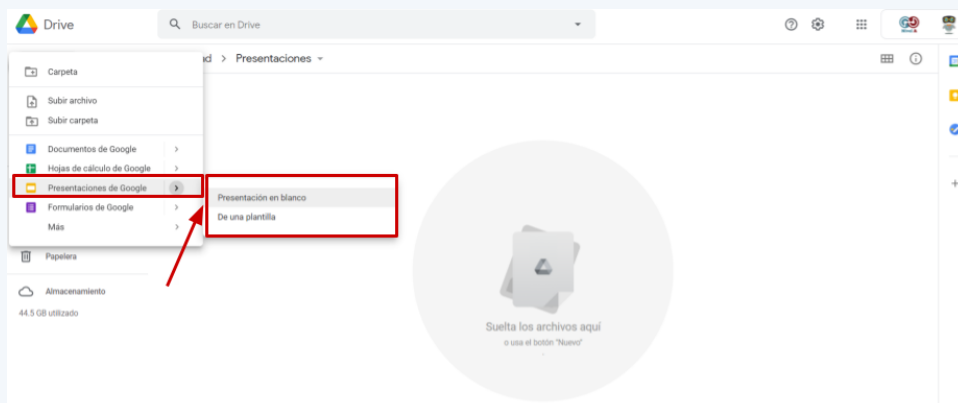 Drive
Buscar en Drive
Carpeta
Subir archivo
Subir carpeta
Documentos de Google
Hojas de cálculo de Google
Presentaciones de Google
Formularios de Google
Más
Papelera
Almacenamiento
44.5 GB utilizado
ad > Presentaciones
Presentación en blanco
De una plantilla
Suelta los archivos aquí
o usa el botón "Nuevo"